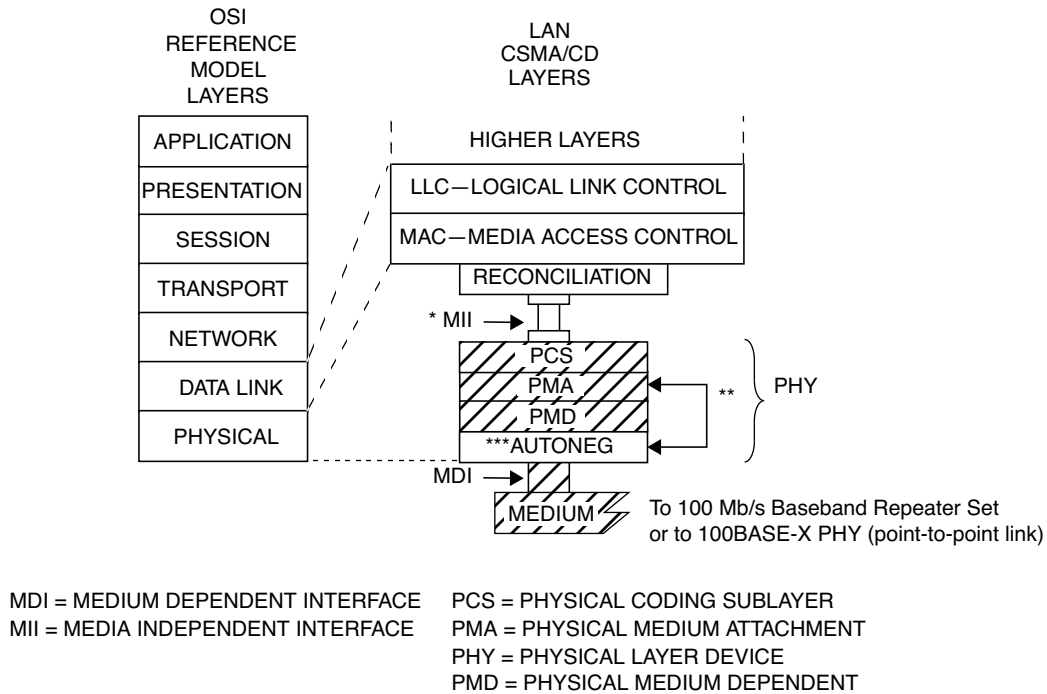 OSI
REFERENCE
MODEL
LAYERS
LAN
CSMA/CD
LAYERS
APPLICATION
PRESENTATION
SESSION
TRANSPORT
NETWORK
DATA LINK
PHYSICAL
HIGHER LAYERS
LLC—LOGICAL LINK CONTROL
MAC—MEDIA ACCESS CONTROL
RECONCILIATION
* MII
PCS
PMA
PMD
***AUTONEG
**
PHY
MDI
MEDIUM
To 100 Mb/s Baseband Repeater Set
or to 100BASE-X PHY (point-to-point link)
MDI = MEDIUM DEPENDENT INTERFACE
MII = MEDIA INDEPENDENT INTERFACE
PCS = PHYSICAL CODING SUBLAYER
PMA = PHYSICAL MEDIUM ATTACHMENT
PHY = PHYSICAL LAYER DEVICE
PMD = PHYSICAL MEDIUM DEPENDENT